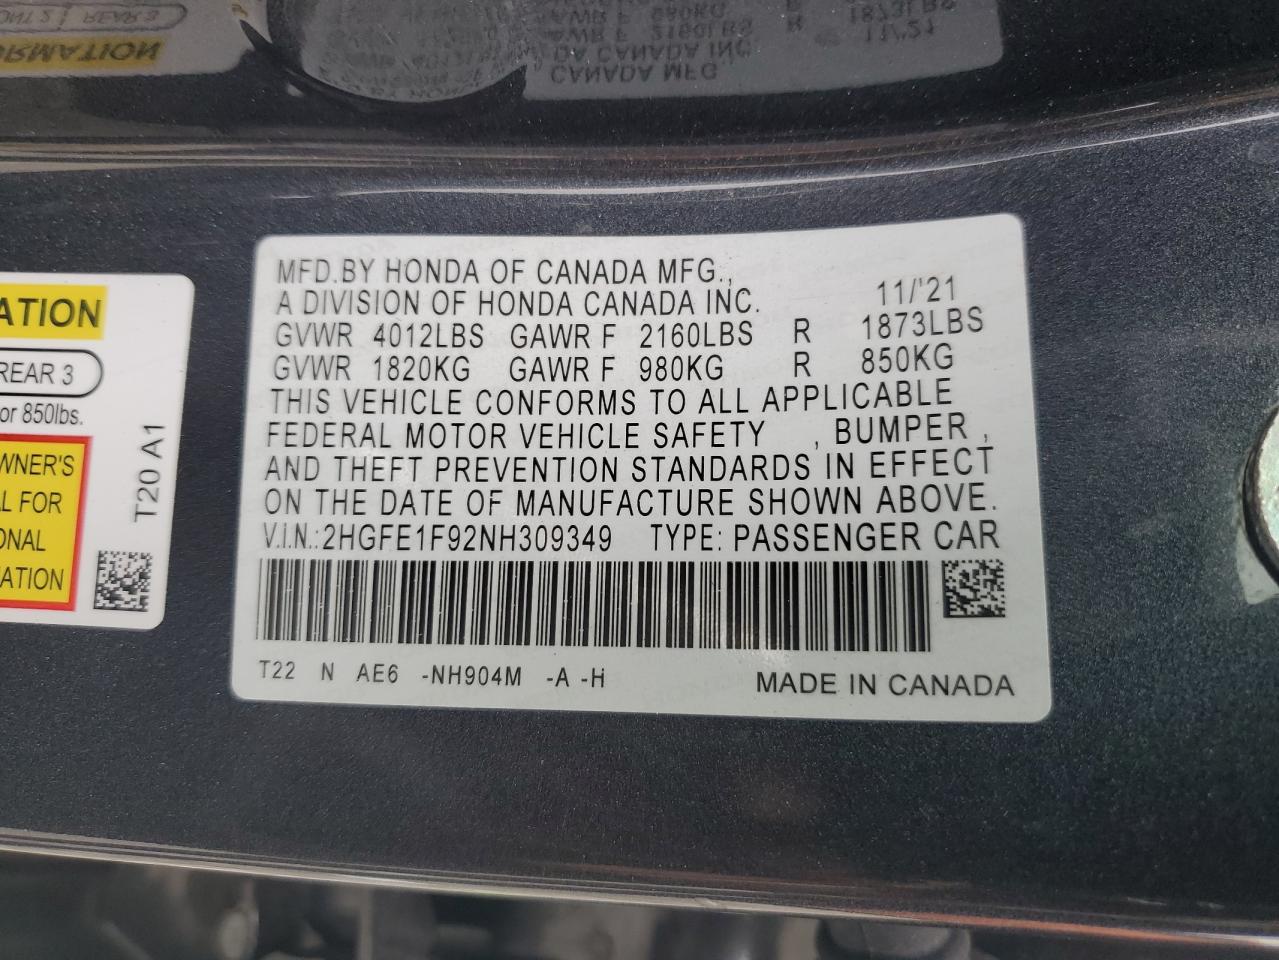 MFD.BY HONDA OF CANADA MFG.,
A DIVISION OF HONDA CANADA INC. 11/'21
GVWR 4012LBS GAWR F 2160LBS R 1873LBS
GVWR 1820KG GAWR F 980KG R 850KG
THIS VEHICLE CONFORMS TO ALL APPLICABLE
FEDERAL MOTOR VEHICLE SAFETY , BUMPER ,
AND THEFT PREVENTION STANDARDS IN EFFECT
ON THE DATE OF MANUFACTURE SHOWN ABOVE.
V.I.N.:2HGFE1F92NH309349 TYPE: PASSENGER CAR
T22 N AE6 -NH904M -A -H
MADE IN CANADA
ATION
REAR 3
or 850lbs.
WNER'S
L FOR
ONAL
ATION
T20 A1